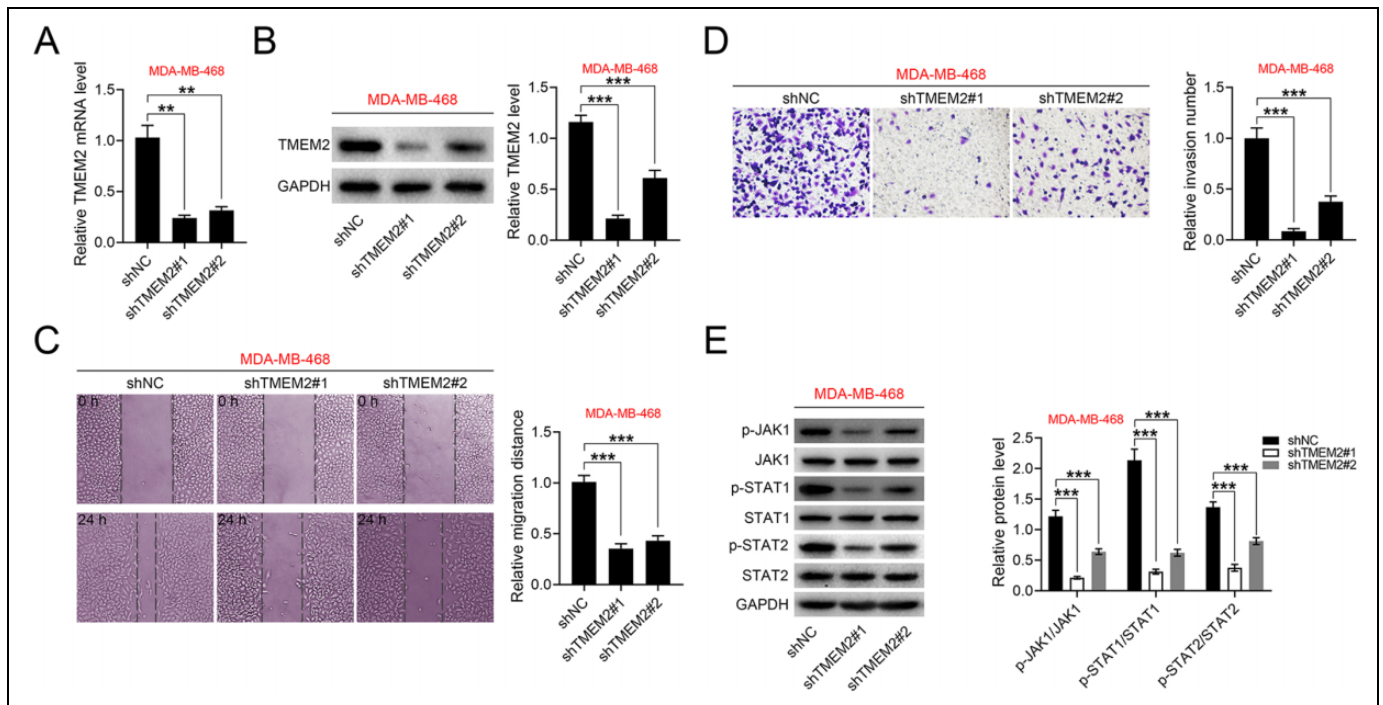 A
MDA-MB-468
Relative TMEM2 mRNA level
1.5
1.0
0.5
0.0
**
**
shNC
shTMEM2#1
shTMEM2#2
B
MDA-MB-468
TMEM2
GAPDH
shNC
shTMEM2#1
shTMEM2#2
MDA-MB-468
Relative TMEM2 level
1.5
1.0
0.5
0.0
***
***
shNC
shTMEM2#1
shTMEM2#2
D
MDA-MB-468
shNC shTMEM2#1 shTMEM2#2
MDA-MB-468
Relative invasion number
1.5
1.0
0.5
0.0
***
***
shNC
shTMEM2#1
shTMEM2#2
C
MDA-MB-468
shNC shTMEM2#1 shTMEM2#2
0 h 0 h 0 h
24 h 24 h 24 h
MDA-MB-468
Relative migration distance
1.5
1.0
0.5
0.0
***
***
shNC
shTMEM2#1
shTMEM2#2
E
MDA-MB-468
p-JAK1
JAK1
p-STAT1
STAT1
p-STAT2
STAT2
GAPDH
shNC
shTMEM2#1
shTMEM2#2
MDA-MB-468
Relative protein level
2.5
2.0
1.5
1.0
0.5
0.0
***
***
***
***
***
***
p-JAK1/JAK1
p-STAT1/STAT1
p-STAT2/STAT2
shNC
shTMEM2#1
shTMEM2#2